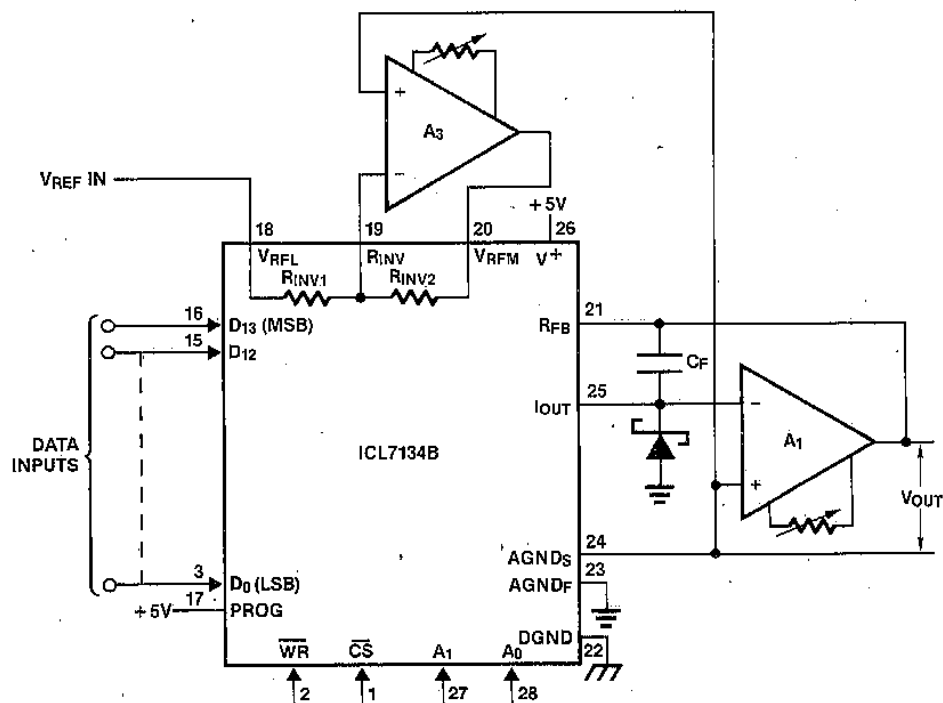 A3
+
−
VREF IN
18
19
20
+5V
26
VRFL
RINV
VRFM
V+
RINV1
RINV2
16
D13 (MSB)
15
D12
DATA
INPUTS
ICL7134B
21
RFB
CF
25
IOUT
−
A1
+
VOUT
24
AGNDS
23
AGNDF
3
D0 (LSB)
17
+5V
PROG
DGND
22
WR
CS
A1
A0
2
1
27
28